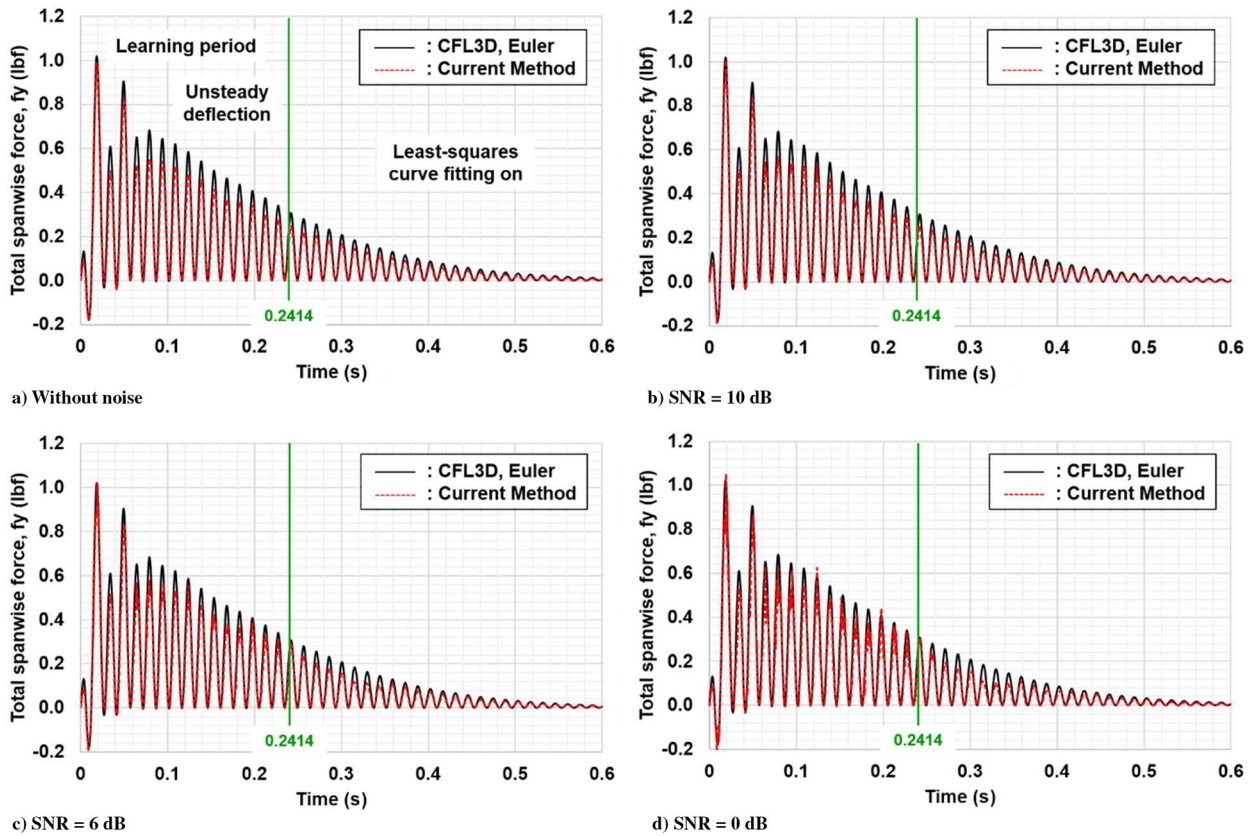 1.2
1.0
0.8
0.6
0.4
0.2
0.0
-0.2
Total spanwise force, fy (lbf)
Learning period
Unsteady
deflection
Least-squares
curve fitting on
: CFL3D, Euler
: Current Method
0.2414
0 0.1 0.2 0.3 0.4 0.5 0.6
Time (s)
a) Without noise
1.2
1.0
0.8
0.6
0.4
0.2
0.0
-0.2
Total spanwise force, fy (lbf)
: CFL3D, Euler
: Current Method
0.2414
0 0.1 0.2 0.3 0.4 0.5 0.6
Time (s)
b) SNR = 10 dB
1.2
1.0
0.8
0.6
0.4
0.2
0.0
-0.2
Total spanwise force, fy (lbf)
: CFL3D, Euler
: Current Method
0.2414
0 0.1 0.2 0.3 0.4 0.5 0.6
Time (s)
c) SNR = 6 dB
1.2
1.0
0.8
0.6
0.4
0.2
0.0
-0.2
Total spanwise force, fy (lbf)
: CFL3D, Euler
: Current Method
0.2414
0 0.1 0.2 0.3 0.4 0.5 0.6
Time (s)
d) SNR = 0 dB